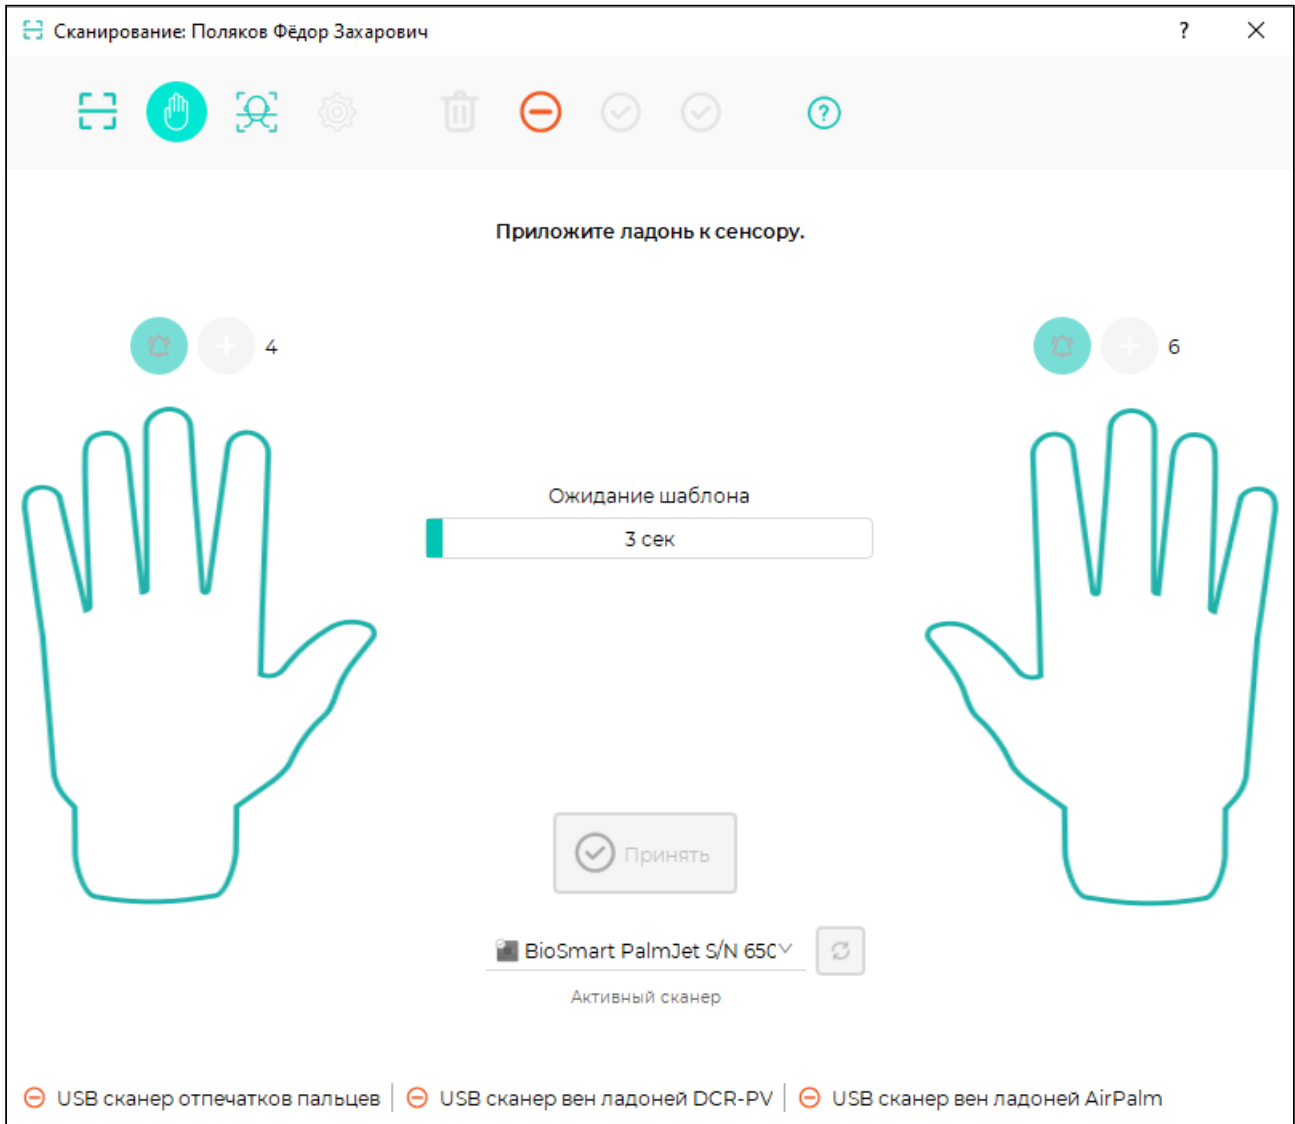 Сканирование: Поляков Фёдор Захарович
?
?
Приложите ладонь к сенсору.
4
6
Ожидание шаблона
3 сек
Принять
BioSmart PalmJet S/N 650
Активный сканер
USB сканер отпечатков пальцев
USB сканер вен ладоней DCR-PV
USB сканер вен ладоней AirPalm